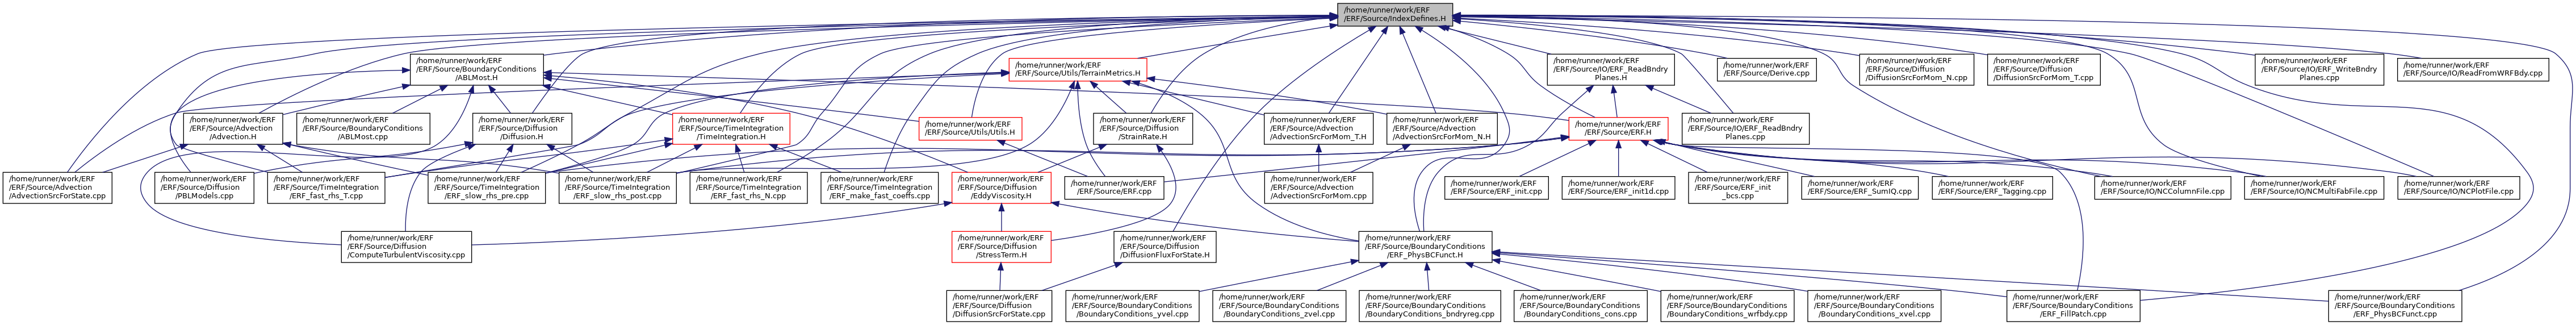 /home/runner/work/ERF
/ERF/Source/IndexDefines.H
/home/runner/work/ERF
/ERF/Source/BoundaryConditions
/ABLMost.H
/home/runner/work/ERF
/ERF/Source/Utils/TerrainMetrics.H
/home/runner/work/ERF
/ERF/Source/IO/ERF_ReadBndry
Planes.H
/home/runner/work/ERF
/ERF/Source/Derive.cpp
/home/runner/work/ERF
/ERF/Source/Diffusion
/DiffusionSrcForMom_N.cpp
/home/runner/work/ERF
/ERF/Source/Diffusion
/DiffusionSrcForMom_T.cpp
/home/runner/work/ERF
/ERF/Source/IO/ERF_WriteBndry
Planes.cpp
/home/runner/work/ERF
/ERF/Source/IO/ReadFromWRFBdy.cpp
/home/runner/work/ERF
/ERF/Source/Advection
/Advection.H
/home/runner/work/ERF
/ERF/Source/BoundaryConditions
/ABLMost.cpp
/home/runner/work/ERF
/ERF/Source/Diffusion
/Diffusion.H
/home/runner/work/ERF
/ERF/Source/TimeIntegration
/TimeIntegration.H
/home/runner/work/ERF
/ERF/Source/Utils/Utils.H
/home/runner/work/ERF
/ERF/Source/Diffusion
/StrainRate.H
/home/runner/work/ERF
/ERF/Source/Advection
/AdvectionSrcForMom_T.H
/home/runner/work/ERF
/ERF/Source/Advection
/AdvectionSrcForMom_N.H
/home/runner/work/ERF
/ERF/Source/ERF.H
/home/runner/work/ERF
/ERF/Source/IO/ERF_ReadBndry
Planes.cpp
/home/runner/work/ERF
/ERF/Source/Advection
/AdvectionSrcForState.cpp
/home/runner/work/ERF
/ERF/Source/Diffusion
/PBLModels.cpp
/home/runner/work/ERF
/ERF/Source/TimeIntegration
/ERF_fast_rhs_T.cpp
/home/runner/work/ERF
/ERF/Source/TimeIntegration
/ERF_slow_rhs_pre.cpp
/home/runner/work/ERF
/ERF/Source/TimeIntegration
/ERF_slow_rhs_post.cpp
/home/runner/work/ERF
/ERF/Source/TimeIntegration
/ERF_fast_rhs_N.cpp
/home/runner/work/ERF
/ERF/Source/TimeIntegration
/ERF_make_fast_coeffs.cpp
/home/runner/work/ERF
/ERF/Source/Diffusion
/EddyViscosity.H
/home/runner/work/ERF
/ERF/Source/ERF.cpp
/home/runner/work/ERF
/ERF/Source/Advection
/AdvectionSrcForMom.cpp
/home/runner/work/ERF
/ERF/Source/ERF_init.cpp
/home/runner/work/ERF
/ERF/Source/ERF_init1d.cpp
/home/runner/work/ERF
/ERF/Source/ERF_init
_bcs.cpp
/home/runner/work/ERF
/ERF/Source/ERF_SumIQ.cpp
/home/runner/work/ERF
/ERF/Source/ERF_Tagging.cpp
/home/runner/work/ERF
/ERF/Source/IO/NCColumnFile.cpp
/home/runner/work/ERF
/ERF/Source/IO/NCMultiFabFile.cpp
/home/runner/work/ERF
/ERF/Source/IO/NCPlotFile.cpp
/home/runner/work/ERF
/ERF/Source/Diffusion
/ComputeTurbulentViscosity.cpp
/home/runner/work/ERF
/ERF/Source/Diffusion
/StressTerm.H
/home/runner/work/ERF
/ERF/Source/Diffusion
/DiffusionFluxForState.H
/home/runner/work/ERF
/ERF/Source/BoundaryConditions
/ERF_PhysBCFunct.H
/home/runner/work/ERF
/ERF/Source/Diffusion
/DiffusionSrcForState.cpp
/home/runner/work/ERF
/ERF/Source/BoundaryConditions
/BoundaryConditions_yvel.cpp
/home/runner/work/ERF
/ERF/Source/BoundaryConditions
/BoundaryConditions_zvel.cpp
/home/runner/work/ERF
/ERF/Source/BoundaryConditions
/BoundaryConditions_bndryreg.cpp
/home/runner/work/ERF
/ERF/Source/BoundaryConditions
/BoundaryConditions_cons.cpp
/home/runner/work/ERF
/ERF/Source/BoundaryConditions
/BoundaryConditions_wrfbdy.cpp
/home/runner/work/ERF
/ERF/Source/BoundaryConditions
/BoundaryConditions_xvel.cpp
/home/runner/work/ERF
/ERF/Source/BoundaryConditions
/ERF_FillPatch.cpp
/home/runner/work/ERF
/ERF/Source/BoundaryConditions
/ERF_PhysBCFunct.cpp